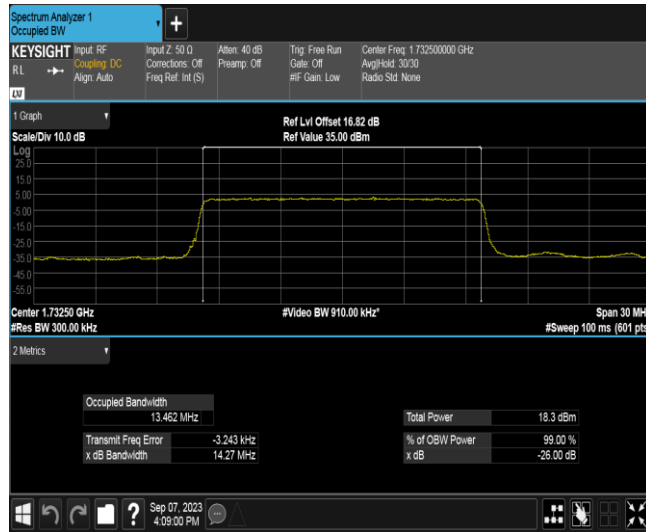 Spectrum Analyzer 1
Occupied BW
+
KEYSIGHT
RL
LXI
Input: RF
Coupling: DC
Align: Auto
Input Z: 50 Ω
Corrections: Off
Freq Ref: Int (S)
Atten: 40 dB
Preamp: Off
Trig: Free Run
Gate: Off
#IF Gain: Low
Center Freq: 1.732500000 GHz
Avg|Hold: 30/30
Radio Std: None
1 Graph
Scale/Div 10.0 dB
Ref Lvl Offset 16.82 dB
Ref Value 35.00 dBm
Log
25.0
15.0
5.00
-5.00
-15.0
-25.0
-35.0
-45.0
-55.0
Center 1.73250 GHz
#Res BW 300.00 kHz
#Video BW 910.00 kHz*
Span 30 MH
#Sweep 100 ms (601 pts
2 Metrics
Occupied Bandwidth
13.462 MHz
Transmit Freq Error -3.243 kHz
x dB Bandwidth 14.27 MHz
Total Power 18.3 dBm
% of OBW Power 99.00 %
x dB -26.00 dB
?
Sep 07, 2023
4:09:00 PM